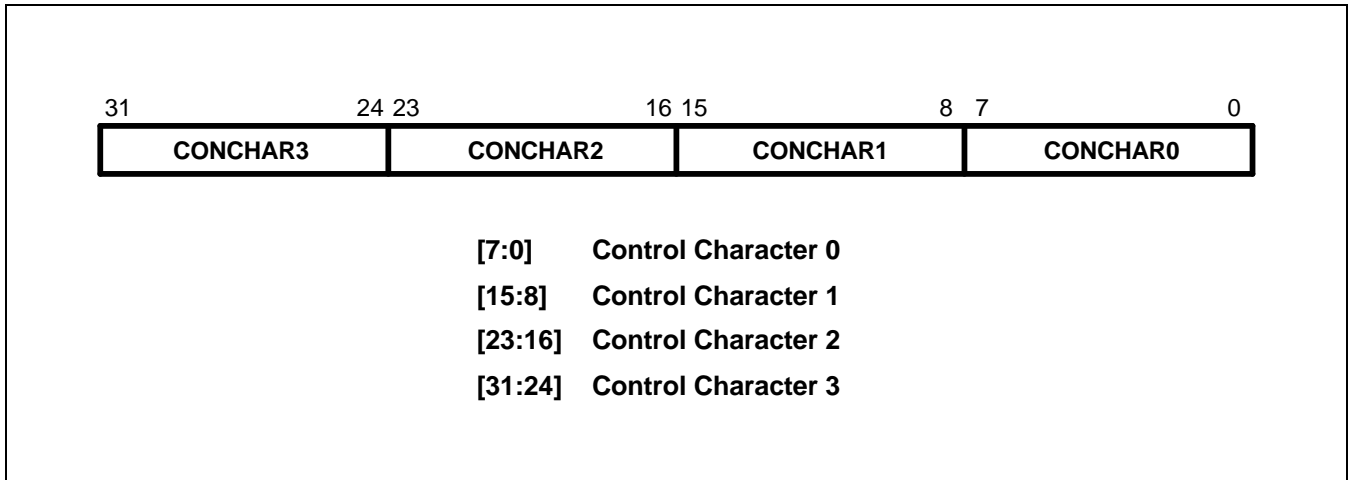 31 24 23 16 15 8 7 0
CONCHAR3 CONCHAR2 CONCHAR1 CONCHAR0
[7:0] Control Character 0
[15:8] Control Character 1
[23:16] Control Character 2
[31:24] Control Character 3